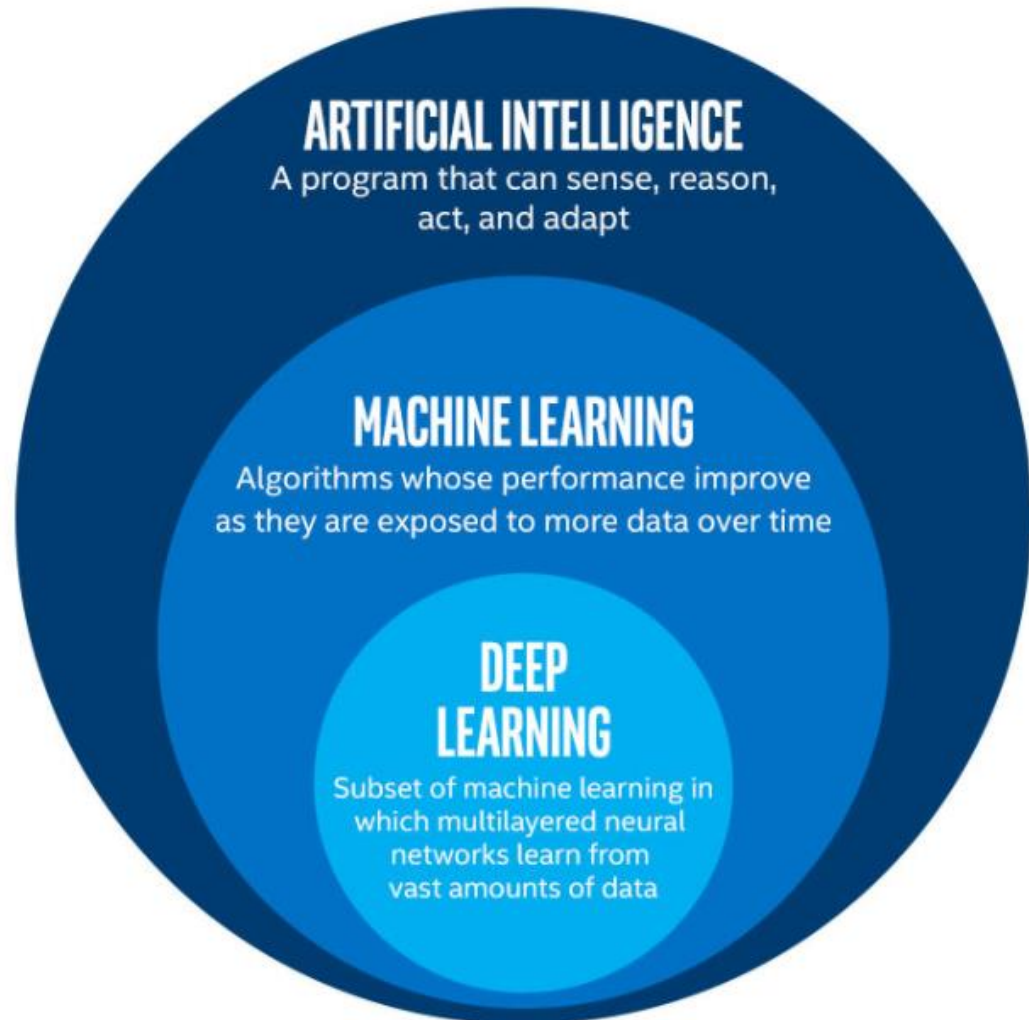 ARTIFICIAL INTELLIGENCE
A program that can sense, reason,
act, and adapt
MACHINE LEARNING
Algorithms whose performance improve
as they are exposed to more data over time
DEEP
LEARNING
Subset of machine learning in
which multilayered neural
networks learn from
vast amounts of data